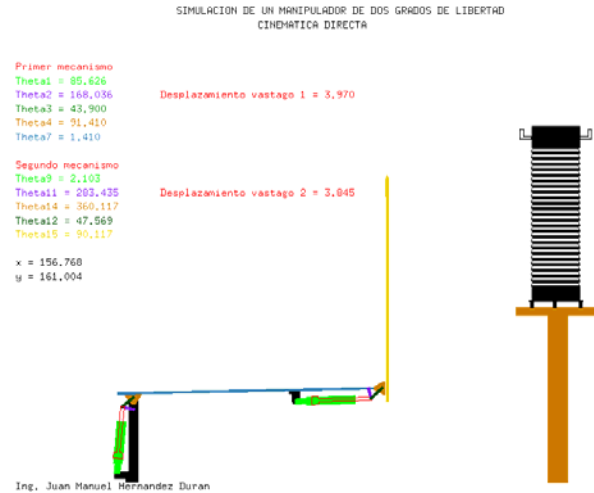 SIMULACION DE UN MANIPULADOR DE DOS GRADOS DE LIBERTAD
CINEMATICA DIRECTA
Primer mecanismo
Theta1 = 85.626
Theta2 = 168.036
Desplazamiento vastago 1 = 3.970
Theta3 = 43.900
Theta4 = 91.410
Theta7 = 1.410
Segundo mecanismo
Theta9 = 2.103
Theta11 = 283.435
Desplazamiento vastago 2 = 3.845
Theta14 = 360.117
Theta12 = 47.569
Theta15 = 90.117
x = 156.768
y = 161.004
Ing. Juan Manuel Hernandez Duran